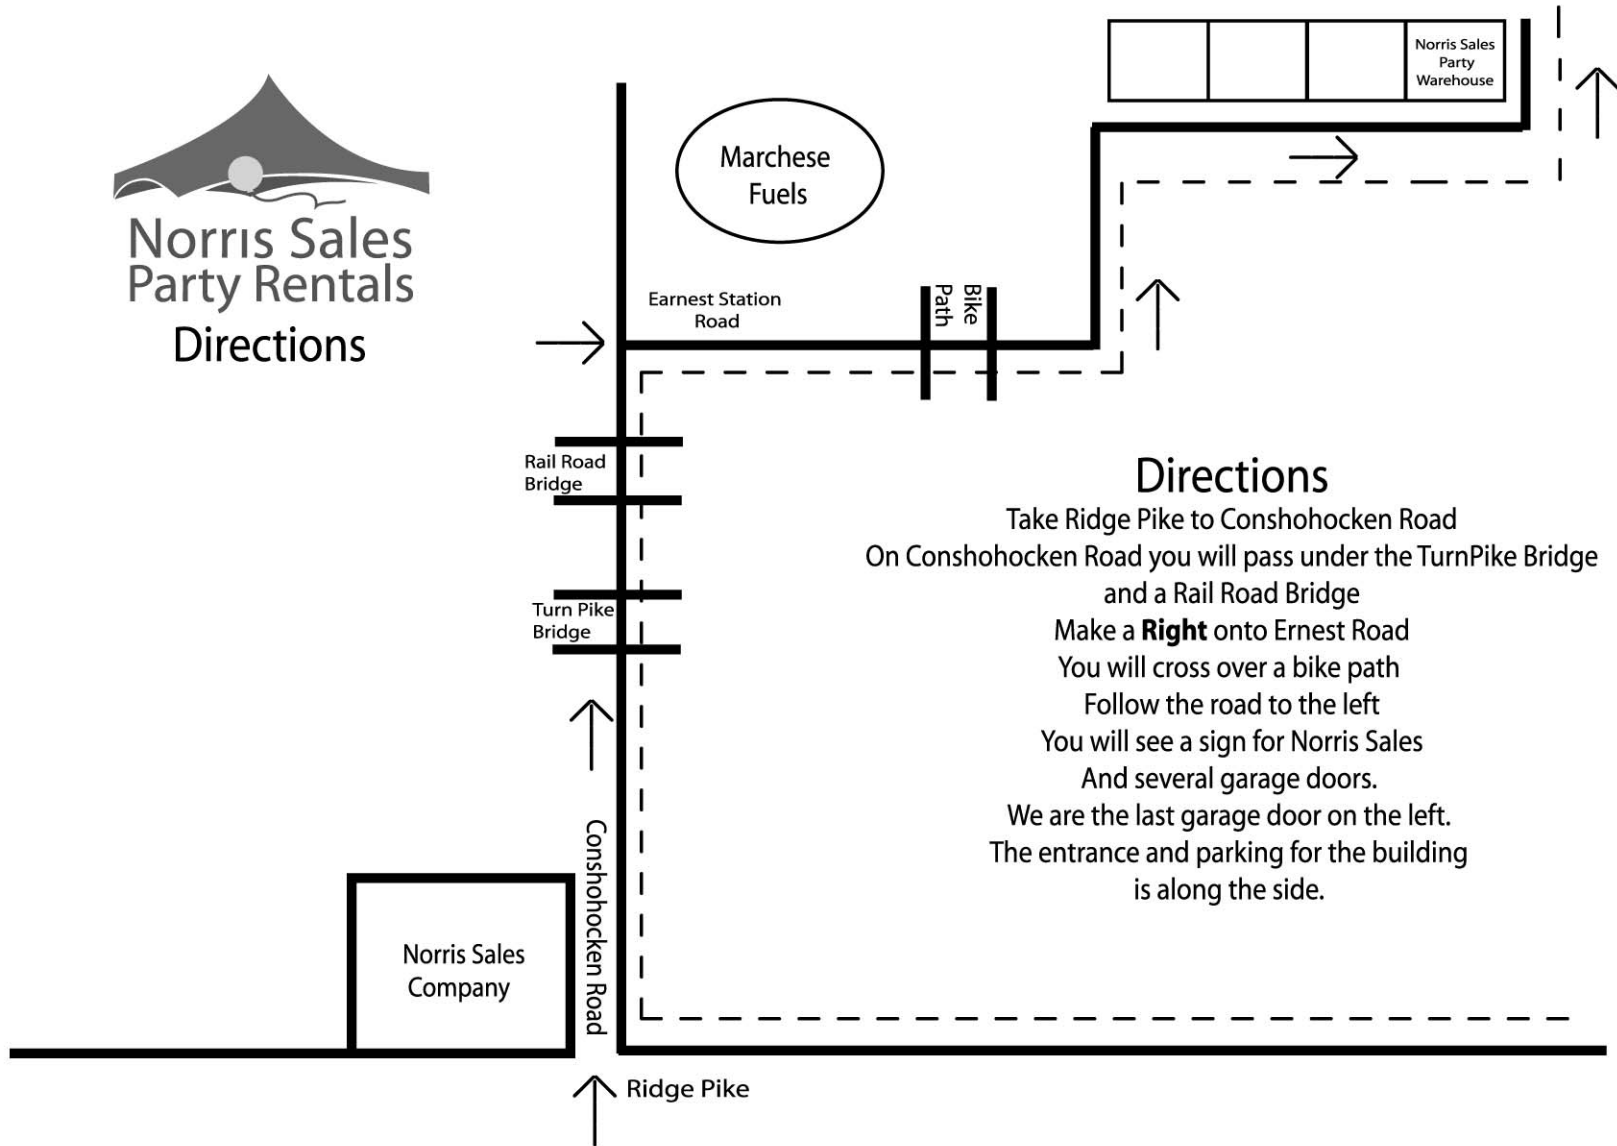 Norris Sales
Party Rentals
Directions
Norris Sales
Party
Warehouse
Marchese
Fuels
Earnest Station
Road
Bike
Path
Rail Road
Bridge
Turn Pike
Bridge
Conshohocken Road
Norris Sales
Company
Ridge Pike
Directions
Take Ridge Pike to Conshohocken Road
On Conshohocken Road you will pass under the TurnPike Bridge
and a Rail Road Bridge
Make a Right onto Ernest Road
You will cross over a bike path
Follow the road to the left
You will see a sign for Norris Sales
And several garage doors.
We are the last garage door on the left.
The entrance and parking for the building
is along the side.